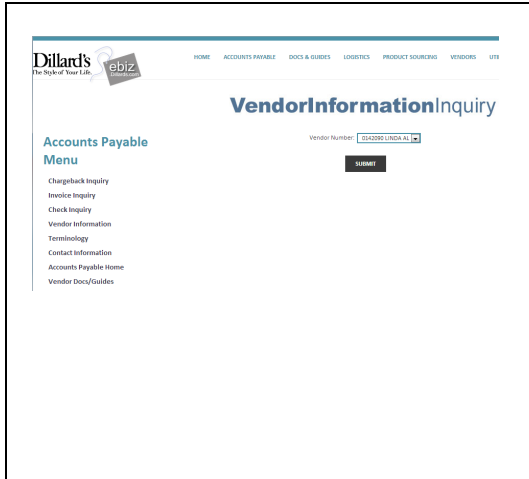 Dillard's
The Style of Your Life.
ebiz
Dillards.com
HOME ACCOUNTS PAYABLE DOCS & GUIDES LOGISTICS PRODUCT SOURCING VENDORS UTI
VendorInformationInquiry
Vendor Number: 0142090 LINDA AL
SUBMIT
Accounts Payable
Menu
Chargeback Inquiry
Invoice Inquiry
Check Inquiry
Vendor Information
Terminology
Contact Information
Accounts Payable Home
Vendor Docs/Guides